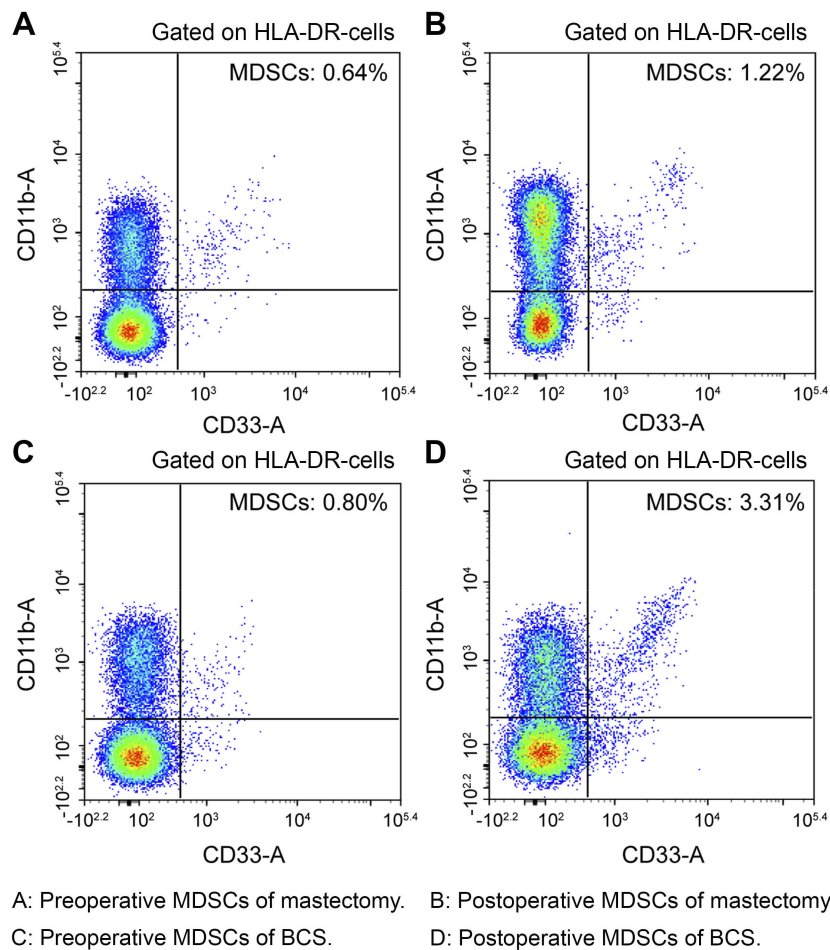 A
Gated on HLA-DR-cells
MDSCs: 0.64%
10^5.4
10^4
10^3
10^2
-10^2.2
CD11b-A
-10^2.2 10^2 10^3 10^4 10^5.4
CD33-A
B
Gated on HLA-DR-cells
MDSCs: 1.22%
10^5.4
10^4
10^3
10^2
-10^2.2
CD11b-A
-10^2.2 10^2 10^3 10^4 10^5.4
CD33-A
C
Gated on HLA-DR-cells
MDSCs: 0.80%
10^5.4
10^4
10^3
10^2
-10^2.2
CD11b-A
-10^2.2 10^2 10^3 10^4 10^5.4
CD33-A
D
Gated on HLA-DR-cells
MDSCs: 3.31%
10^5.4
10^4
10^3
10^2
-10^2.2
CD11b-A
-10^2.2 10^2 10^3 10^4 10^5.4
CD33-A
A: Preoperative MDSCs of mastectomy.
B: Postoperative MDSCs of mastectomy
C: Preoperative MDSCs of BCS.
D: Postoperative MDSCs of BCS.